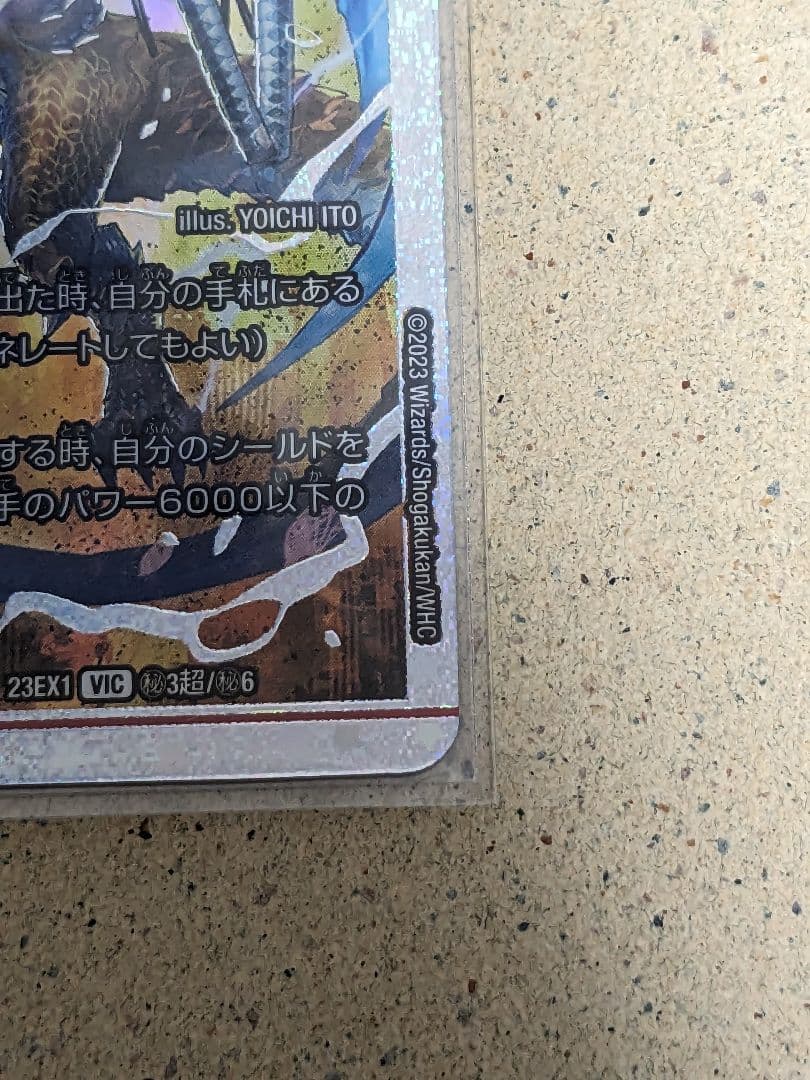 illus. YOICHI ITO
出た時、自分の手札にある
ネレートしてもよい）
する時、自分のシールドを
手のパワー6000以下の
23EX1 VIC ㊙3超/㊙6
©2023 Wizards/Shogakukan/WHC